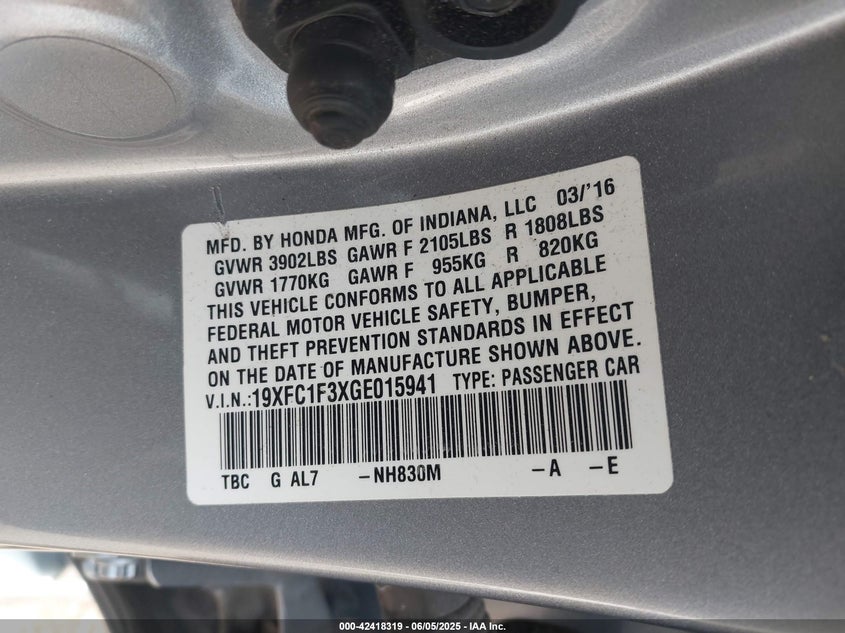 MFD. BY HONDA MFG. OF INDIANA, LLC 03/'16
GVWR 3902LBS GAWR F 2105LBS R 1808LBS
GVWR 1770KG GAWR F 955KG R 820KG
THIS VEHICLE CONFORMS TO ALL APPLICABLE
FEDERAL MOTOR VEHICLE SAFETY, BUMPER,
AND THEFT PREVENTION STANDARDS IN EFFECT
ON THE DATE OF MANUFACTURE SHOWN ABOVE.
V.I.N.:19XFC1F3XGE015941 TYPE: PASSENGER CAR
TBC G AL7 -NH830M -A -E
000-42418319 - 06/05/2025 - IAA Inc.